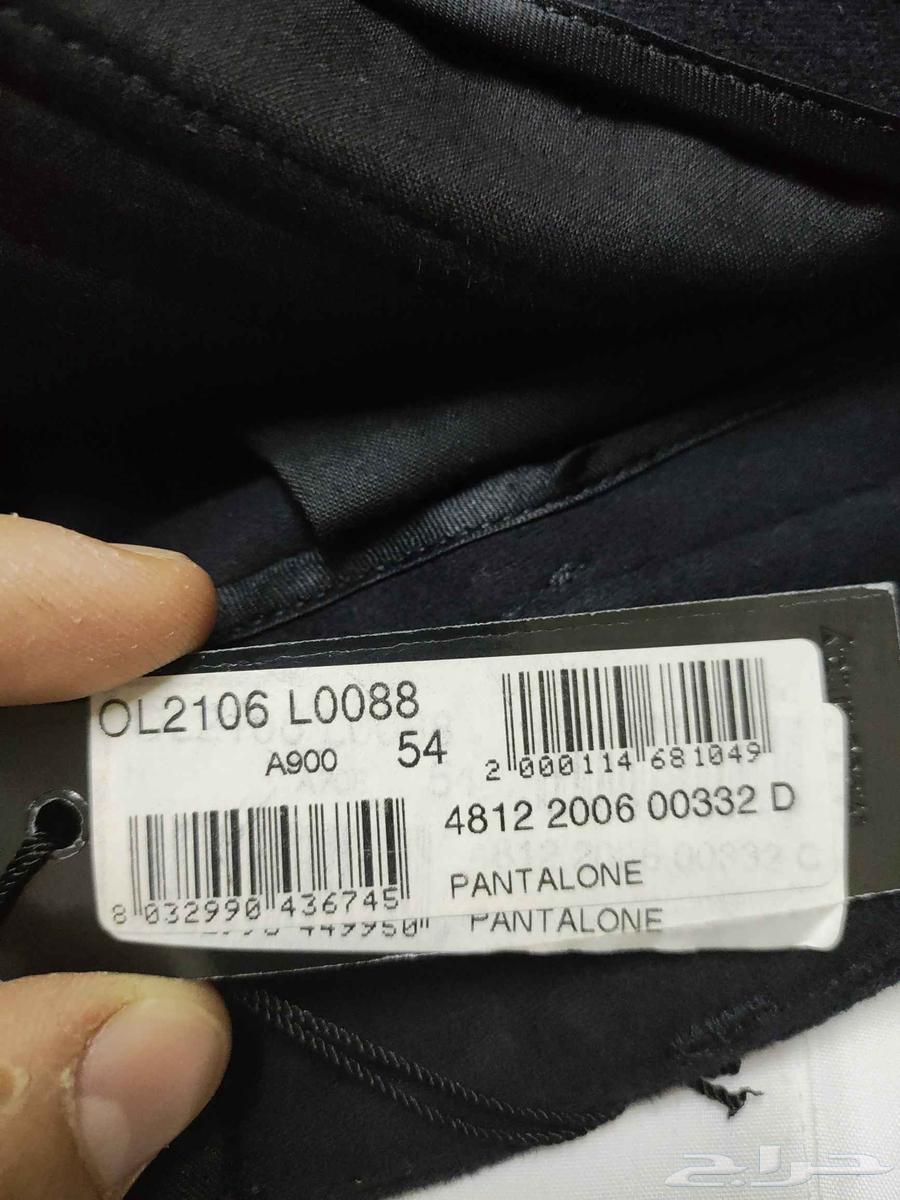 OL2106 L0088
A900 54
2 000114 681049
4812 2006 00332 D
8 032990 436745
PANTALONE
PANTALONE
حراج